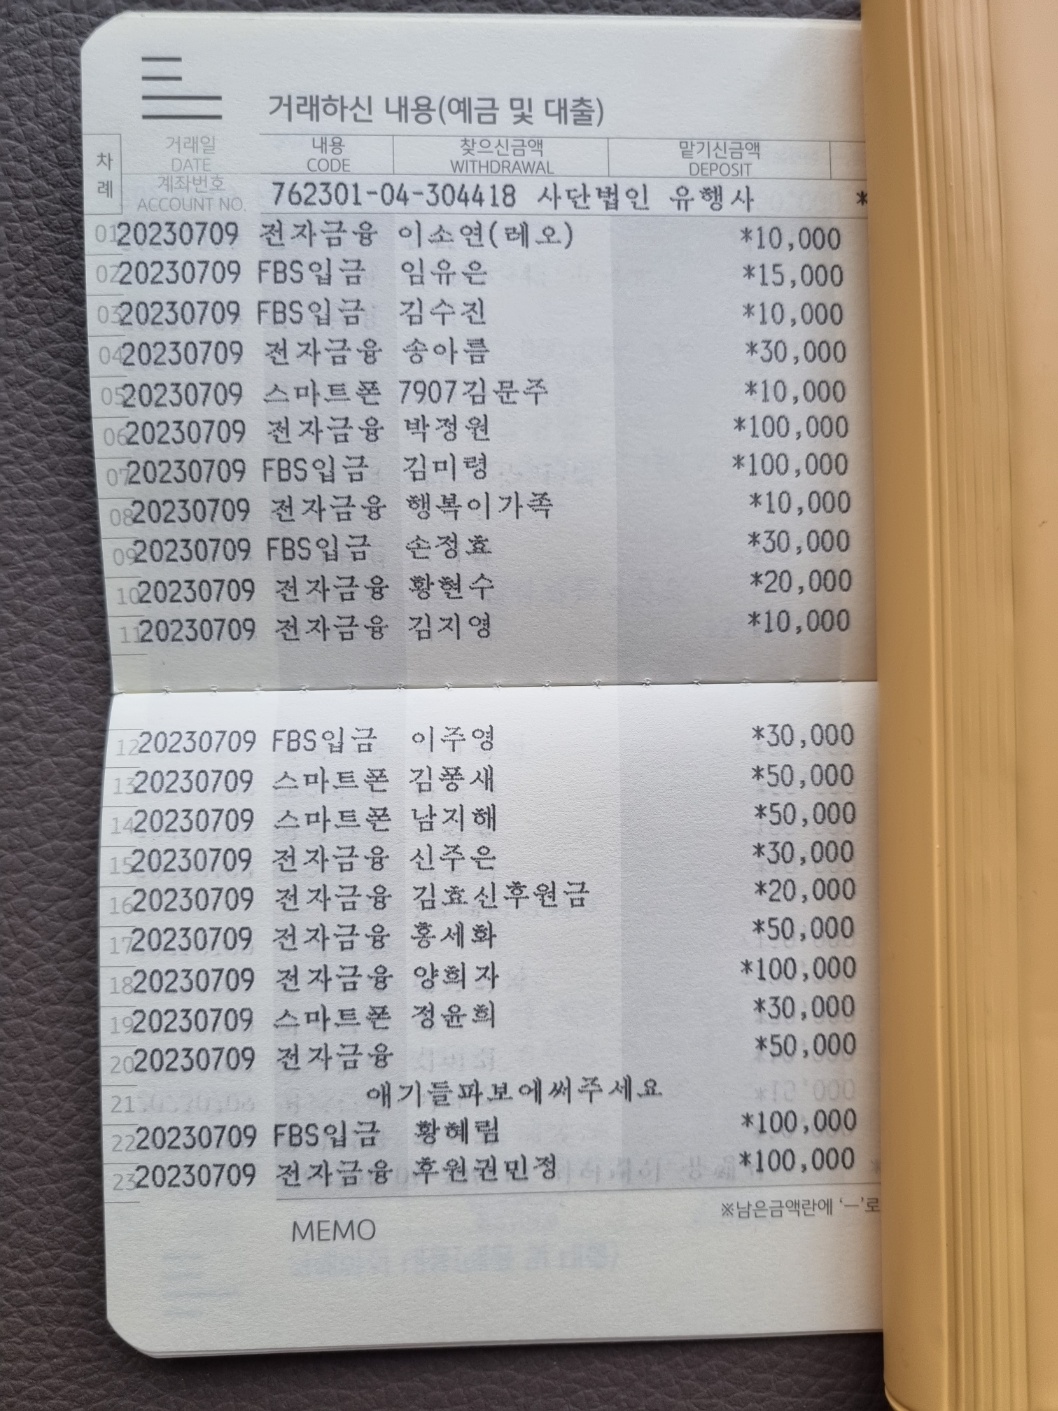 거래하신 내용(예금 및 대출)
차례 거래일 DATE 내용 CODE 찾으신금액 WITHDRAWAL 맡기신금액 DEPOSIT
계좌번호 ACCOUNT NO. 762301-04-304418 사단법인 유행사 *
01 20230709 전자금융 이소연(레오) *10,000
02 20230709 FBS입금 임유은 *15,000
03 20230709 FBS입금 김수진 *10,000
04 20230709 전자금융 송아름 *30,000
05 20230709 스마트폰 7907김문주 *10,000
06 20230709 전자금융 박정원 *100,000
07 20230709 FBS입금 김미령 *100,000
08 20230709 전자금융 행복이가족 *10,000
09 20230709 FBS입금 손정효 *30,000
10 20230709 전자금융 황현수 *20,000
11 20230709 전자금융 김지영 *10,000
12 20230709 FBS입금 이주영 *30,000
13 20230709 스마트폰 김퐁새 *50,000
14 20230709 스마트폰 남지해 *50,000
15 20230709 전자금융 신주은 *30,000
16 20230709 전자금융 김효신후원금 *20,000
17 20230709 전자금융 홍세화 *50,000
18 20230709 전자금융 양희자 *100,000
19 20230709 스마트폰 정윤희 *30,000
20 20230709 전자금융 *50,000
21 애기들파보에써주세요
22 20230709 FBS입금 황혜림 *100,000
23 20230709 전자금융 후원권민정 *100,000
※남은금액란에 ‘—’로
MEMO